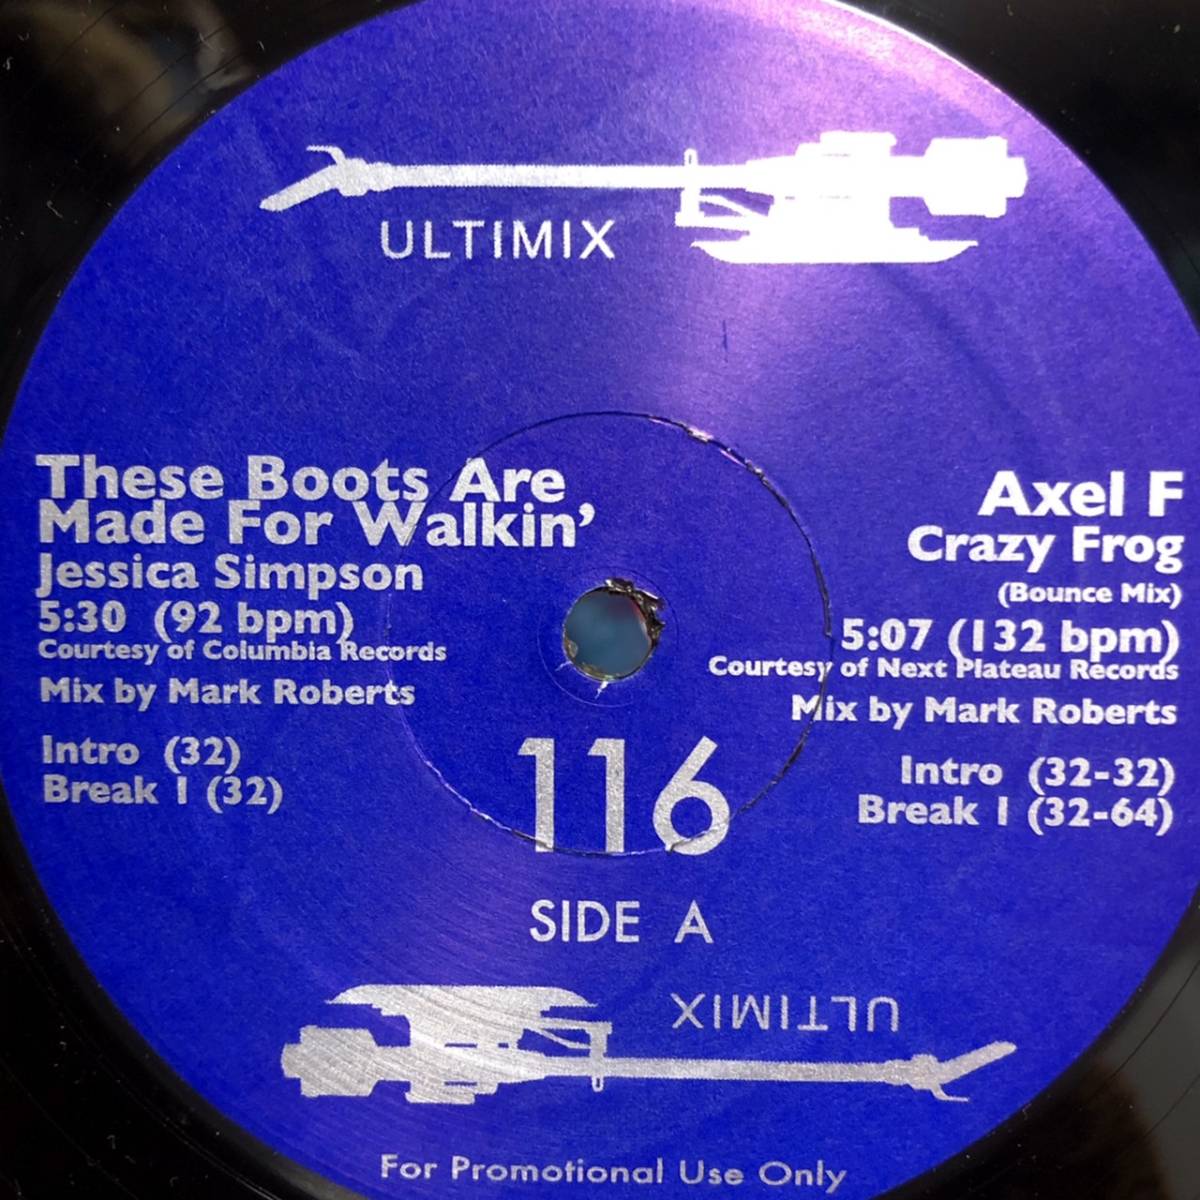 ULTIMIX
These Boots Are
Made For Walkin’
Jessica Simpson
5:30 (92 bpm)
Courtesy of Columbia Records
Mix by Mark Roberts
Intro (32)
Break 1 (32)
Axel F
Crazy Frog
(Bounce Mix)
5:07 (132 bpm)
Courtesy of Next Plateau Records
Mix by Mark Roberts
Intro (32-32)
Break 1 (32-64)
116
SIDE A
ULTIMIX
For Promotional Use Only